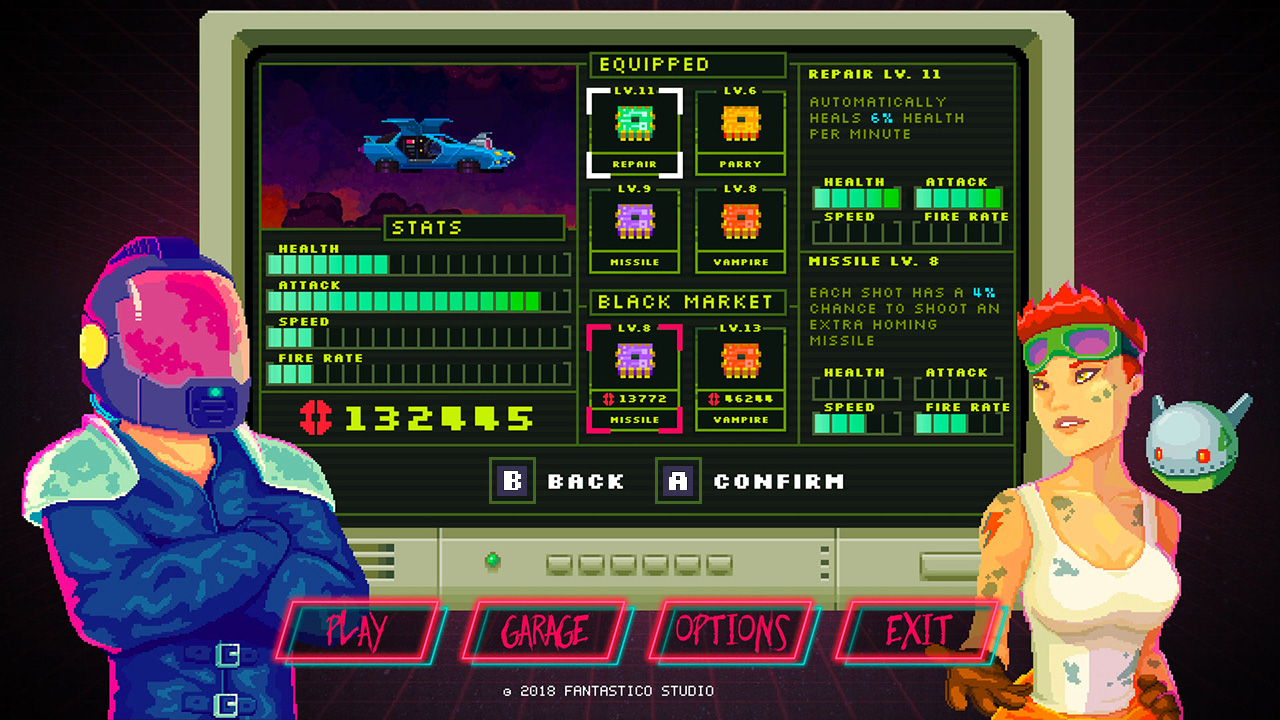 STATS
HEALTH
ATTACK
SPEED
FIRE RATE
132445
EQUIPPED
LV.11
REPAIR
LV.6
PARRY
LV.9
MISSILE
LV.8
VAMPIRE
BLACK MARKET
LV.8
13772
MISSILE
LV.13
46244
VAMPIRE
REPAIR LV. 11
AUTOMATICALLY
HEALS 6% HEALTH
PER MINUTE
HEALTH ATTACK
SPEED FIRE RATE
MISSILE LV. 8
EACH SHOT HAS A 4%
CHANCE TO SHOOT AN
EXTRA HOMING
MISSILE
HEALTH ATTACK
SPEED FIRE RATE
B BACK A CONFIRM
PLAY GARAGE OPTIONS EXIT
© 2018 FANTASTICO STUDIO